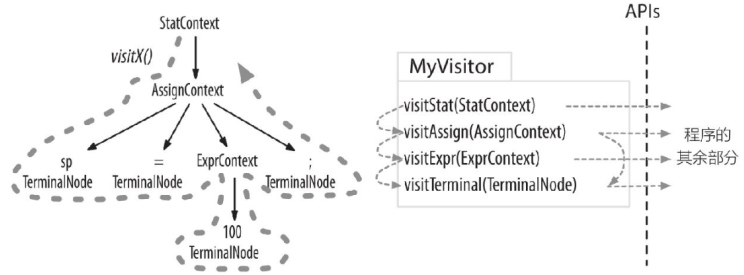 StatContext
visitX()
AssignContext
sp
TerminalNode
=
TerminalNode
ExprContext
;
TerminalNode
100
TerminalNode
APIs
MyVisitor
visitStat(StatContext)
visitAssign(AssignContext)
visitExpr(ExprContext)
visitTerminal(TerminalNode)
程序的
其余部分